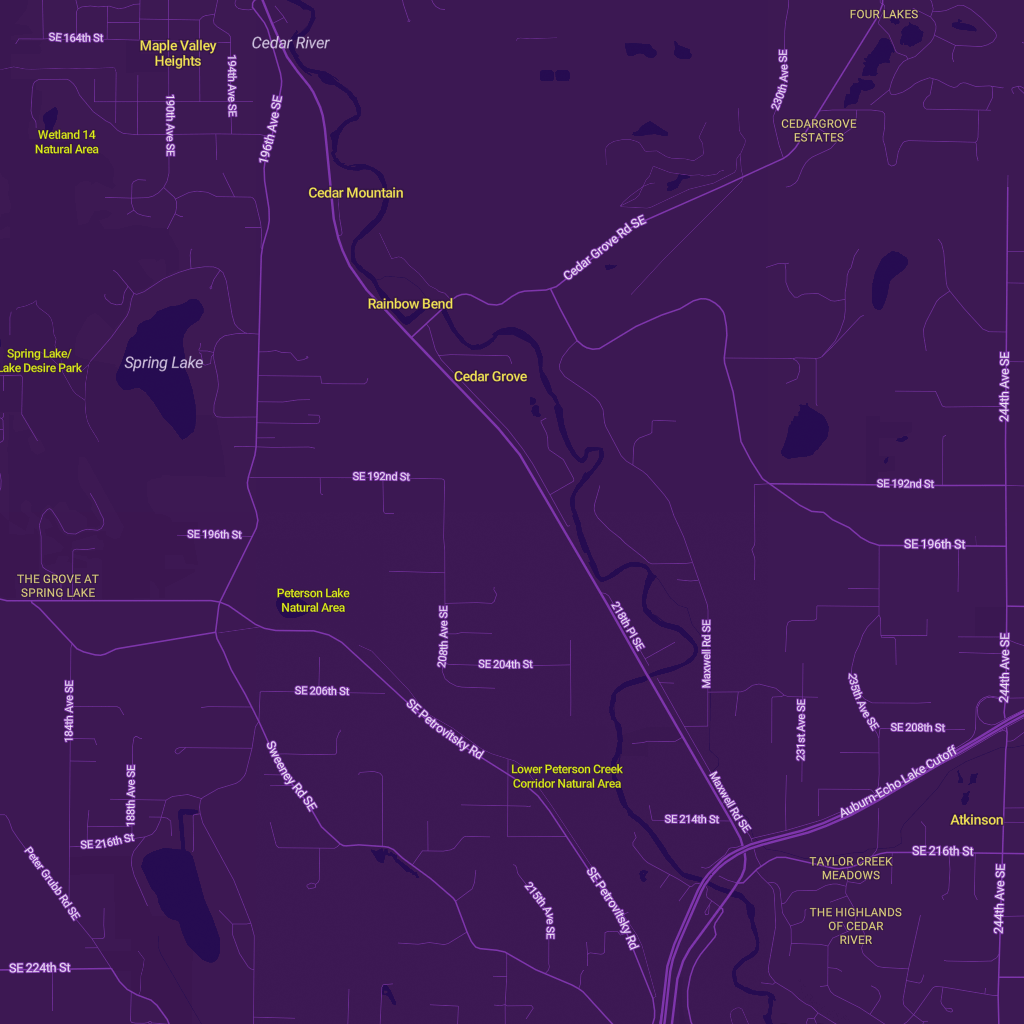 FOUR LAKES
SE 164th St
Cedar River
Maple Valley
Heights
194th Ave SE
230th Ave SE
190th Ave SE
196th Ave SE
CEDARGROVE
ESTATES
Wetland 14
Natural Area
Cedar Mountain
Cedar Grove Rd SE
Rainbow Bend
Spring Lake/
Lake Desire Park
Spring Lake
Cedar Grove
244th Ave SE
SE 192nd St
SE 192nd St
SE 196th St
SE 196th St
THE GROVE AT
SPRING LAKE
Peterson Lake
Natural Area
218th Pl SE
208th Ave SE
Maxwell Rd SE
244th Ave SE
SE 204th St
SE 206th St
184th Ave SE
235th Ave SE
231st Ave SE
SE Petrovitsky Rd
SE 208th St
Sweeney Rd SE
Lower Peterson Creek
Corridor Natural Area
188th Ave SE
Maxwell Rd SE
Auburn-Echo Lake Cutoff
SE 214th St
Atkinson
SE 216th St
SE 216th St
TAYLOR CREEK
MEADOWS
Peter Grubb Rd SE
215th Ave SE
SE Petrovitsky Rd
244th Ave SE
THE HIGHLANDS
OF CEDAR
RIVER
SE 224th St